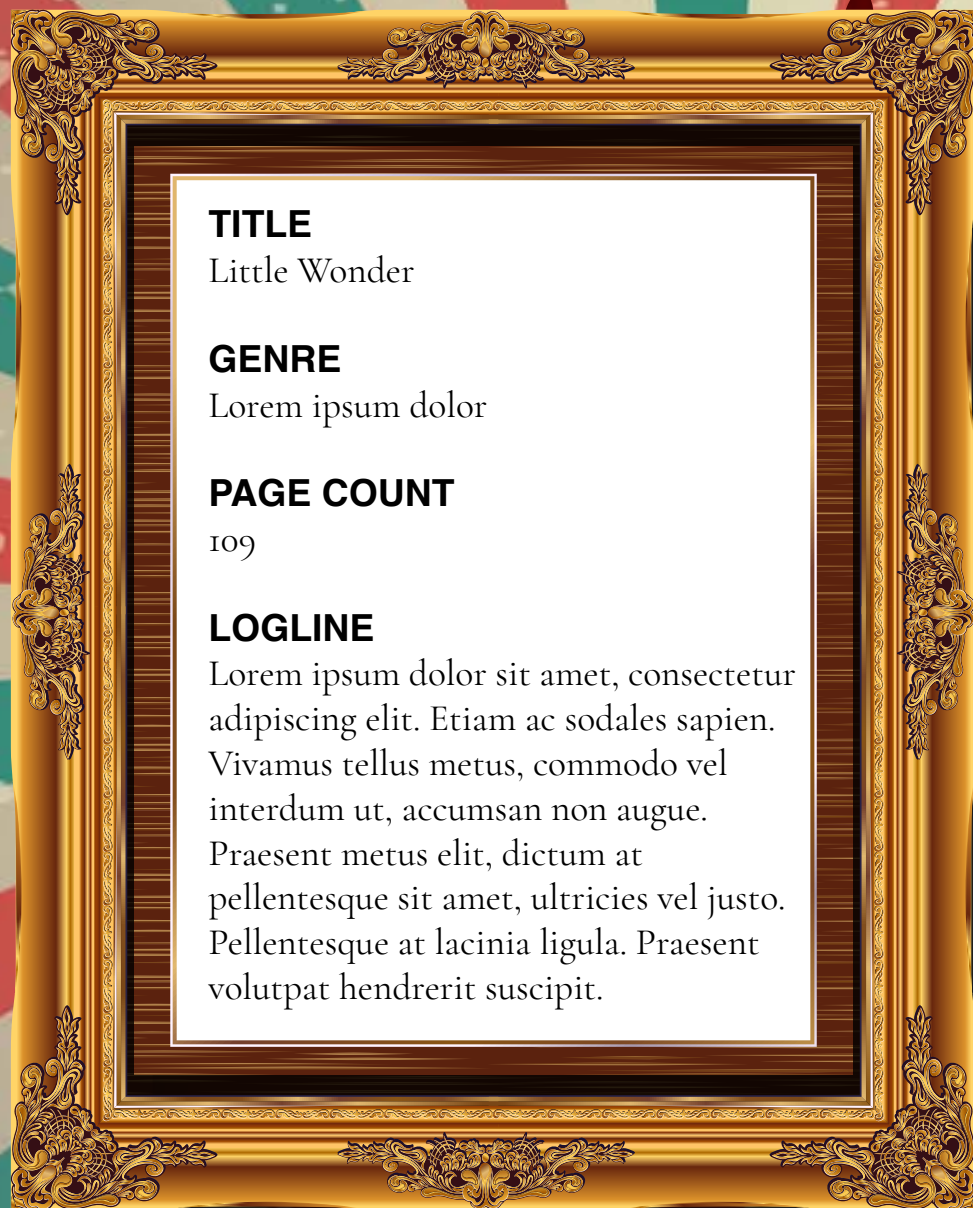 TITLE
Little Wonder
GENRE
Lorem ipsum dolor
PAGE COUNT
109
LOGLINE
Lorem ipsum dolor sit amet, consectetur
adipiscing elit. Etiam ac sodales sapien.
Vivamus tellus metus, commodo vel
interdum ut, accumsan non augue.
Praesent metus elit, dictum at
pellentesque sit amet, ultricies vel justo.
Pellentesque at lacinia ligula. Praesent
volutpat hendrerit suscipit.